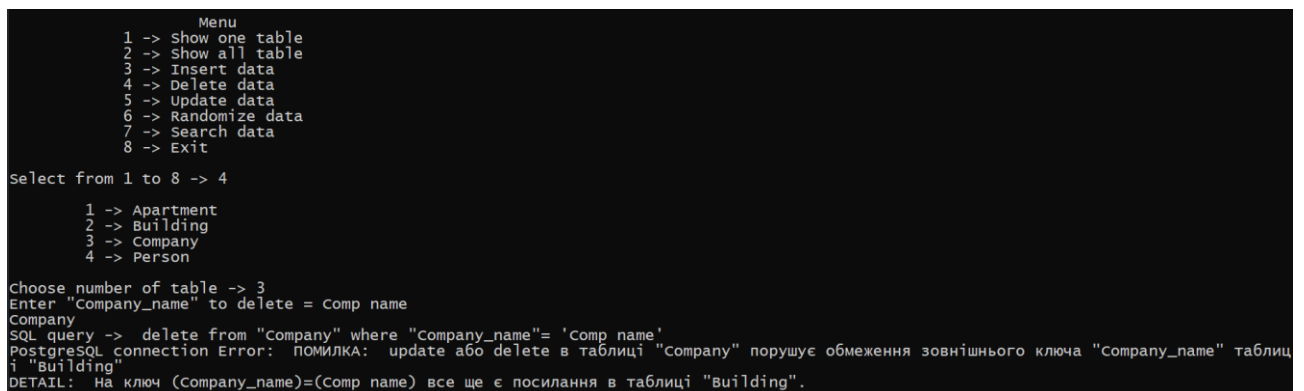 Menu
1 -> Show one table
2 -> Show all table
3 -> Insert data
4 -> Delete data
5 -> Update data
6 -> Randomize data
7 -> Search data
8 -> Exit
Select from 1 to 8 -> 4
1 -> Apartment
2 -> Building
3 -> Company
4 -> Person
Choose number of table -> 3
Enter "Company_name" to delete = Comp name
Company
SQL query ->  delete from "Company" where "Company_name"= 'Comp name'
PostgreSQL connection Error:  ПОМИЛКА:  update або delete в таблиці "Company" порушує обмеження зовнішнього ключа "Company_name" таблиц
і "Building"
DETAIL:  На ключ (Company_name)=(Comp name) все ще є посилання в таблиці "Building".